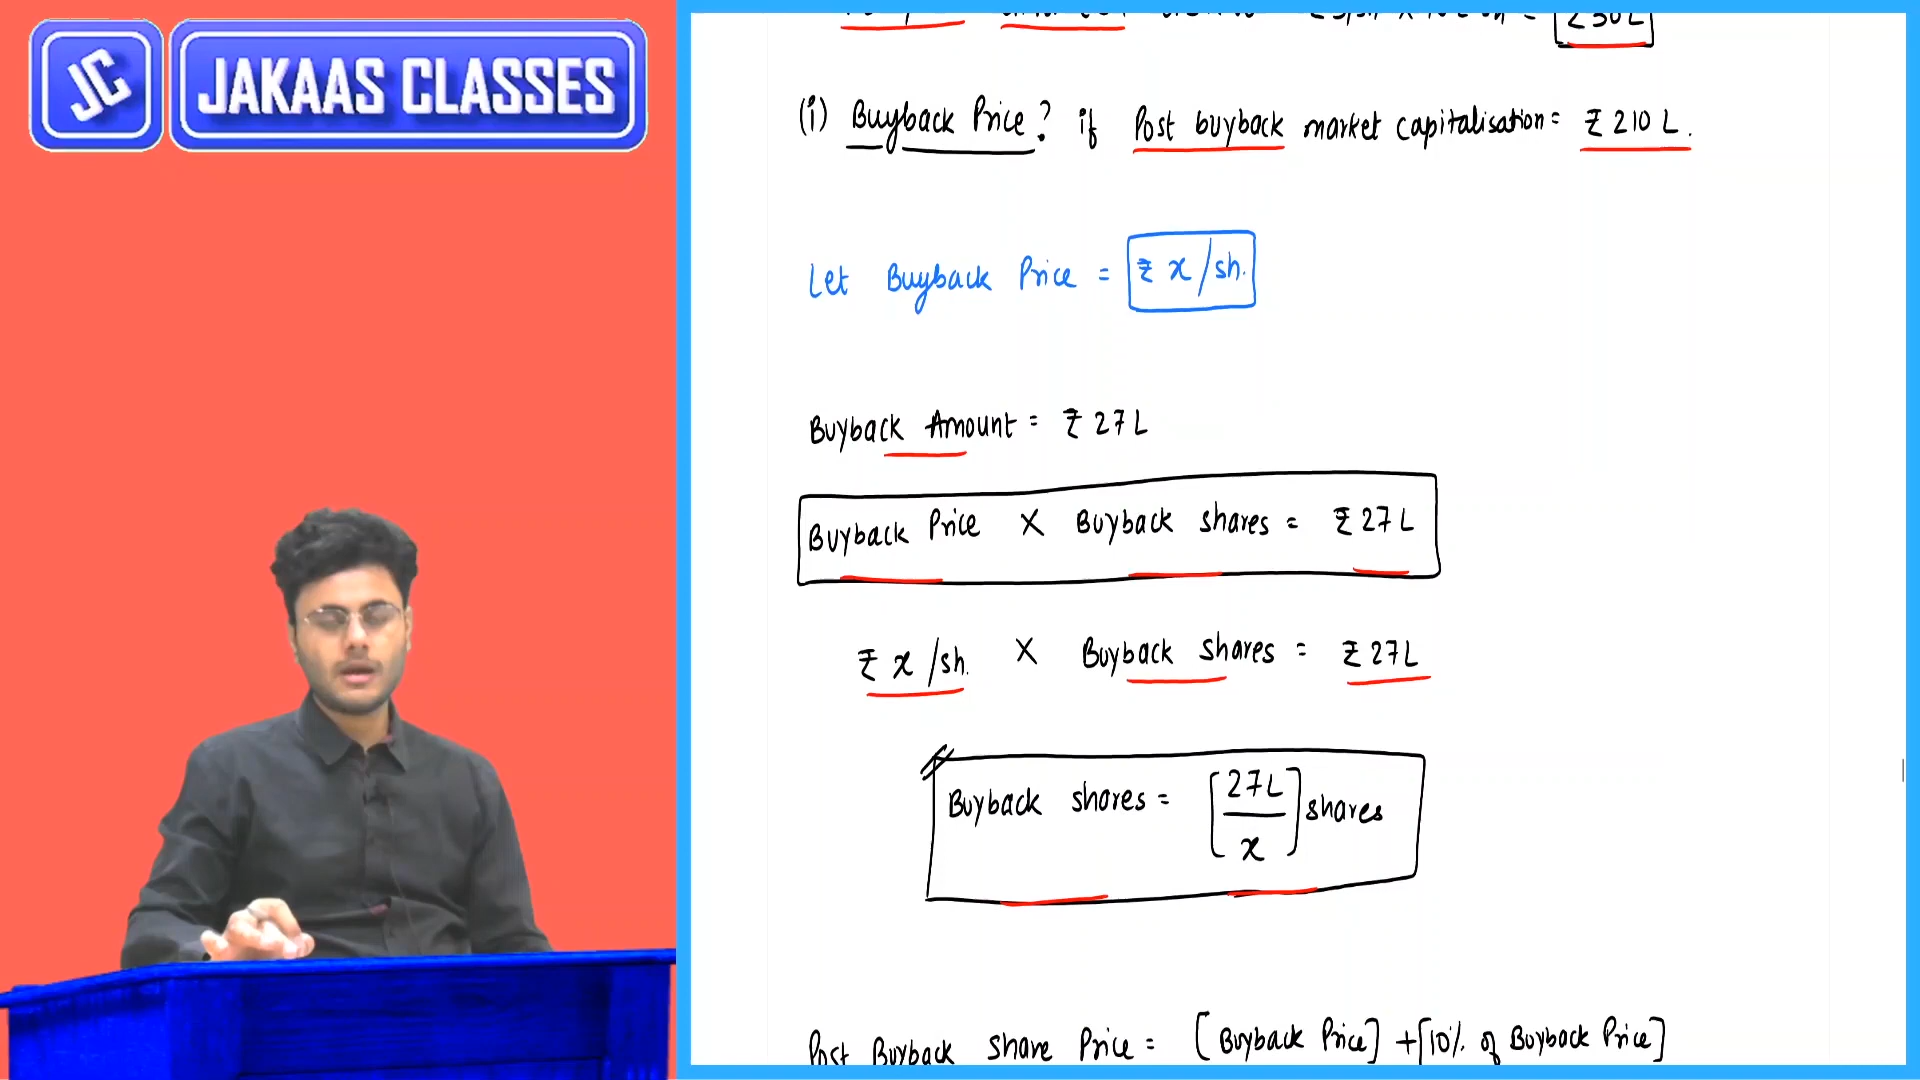 JC JAKAAS CLASSES
(i) Buyback Price? if Post buyback market capitalisation = ₹ 210 L.
Let Buyback Price = ₹ x /sh.
Buyback Amount = ₹ 27 L
Buyback Price X Buyback shares = ₹ 27 L
₹ x /sh. X Buyback shares = ₹ 27 L
Buyback shares = [27L / x] shares
Post Buyback share Price = [Buyback Price] + [10% of Buyback Price]